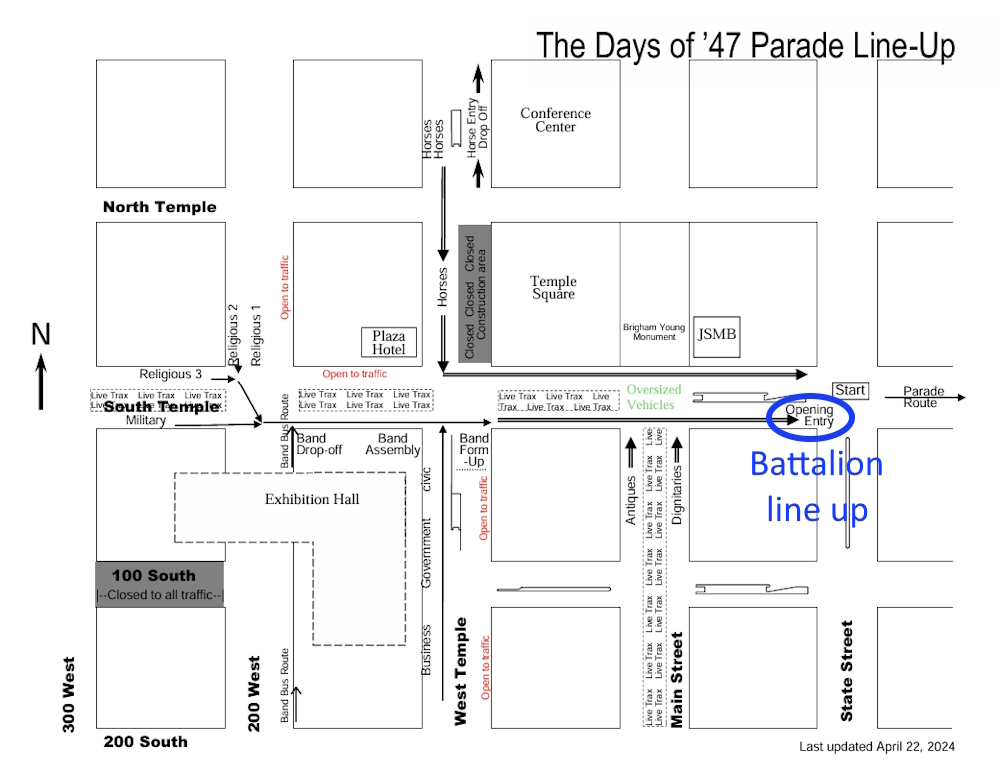 The Days of ’47 Parade Line-Up
Conference
Center
Horses
Horses
Horse Entry
Drop Off
North Temple
Open to traffic
Religious 2
Religious 1
Horses
Closed Closed Closed
Construction area
Temple
Square
Brigham Young
Monument
JSMB
Plaza
Hotel
N
Religious 3
Open to traffic
Live Trax Live Trax Live Trax
Live Trax Live Trax Live Trax
South Temple
Military
Live Trax Live Trax Live Trax
Live Trax Live Trax Live Trax
Live Trax Live Trax Live
Trax Live Trax Live Trax
Oversized
Vehicles
Start
Parade
Route
Opening
Entry
Battalion
line up
Band Bus Route
Band
Drop-off
Band
Assembly
Band
Form
-Up
Exhibition Hall
civic
Government
Business
Open to traffic
Antiques
Live Trax Live Trax Live Trax Live Trax Live Trax Live
Live Trax Live Trax Live Trax Live Trax Live Trax Live
Dignitaries
100 South
|--Closed to all traffic--|
300 West
200 West
Band Bus Route
West Temple
Open to traffic
Main Street
State Street
200 South
Last updated April 22, 2024